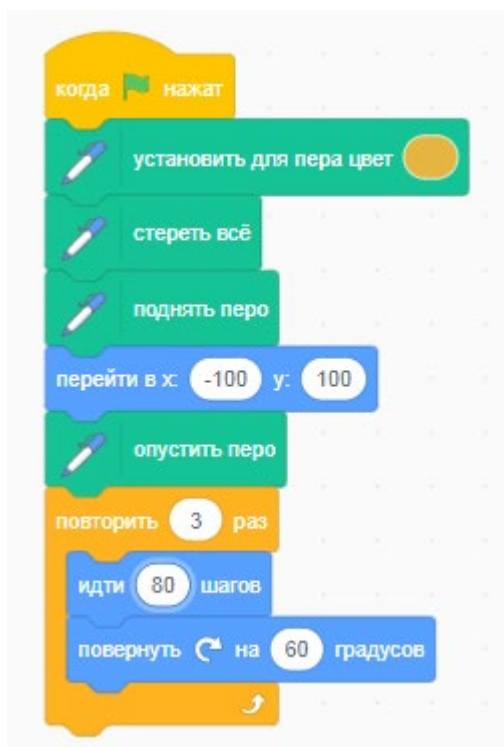 когда нажат
установить для пера цвет
стереть всё
поднять перо
перейти в x: -100 y: 100
опустить перо
повторить 3 раз
идти 80 шагов
повернуть на 60 градусов